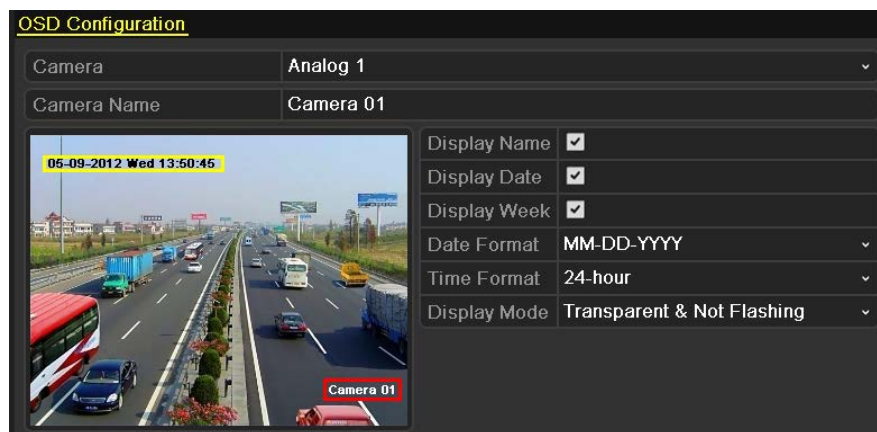 OSD Configuration
Camera Analog 1
Camera Name Camera 01
05-09-2012 Wed 13:50:45
Camera 01
Display Name
Display Date
Display Week
Date Format MM-DD-YYYY
Time Format 24-hour
Display Mode Transparent & Not Flashing